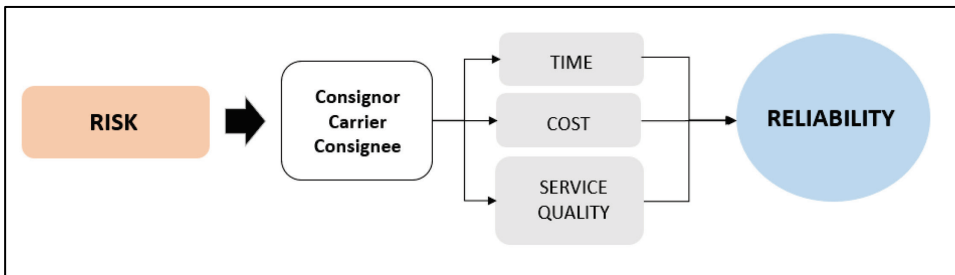 RISK
Consignor
Carrier
Consignee
TIME
COST
SERVICE
QUALITY
RELIABILITY